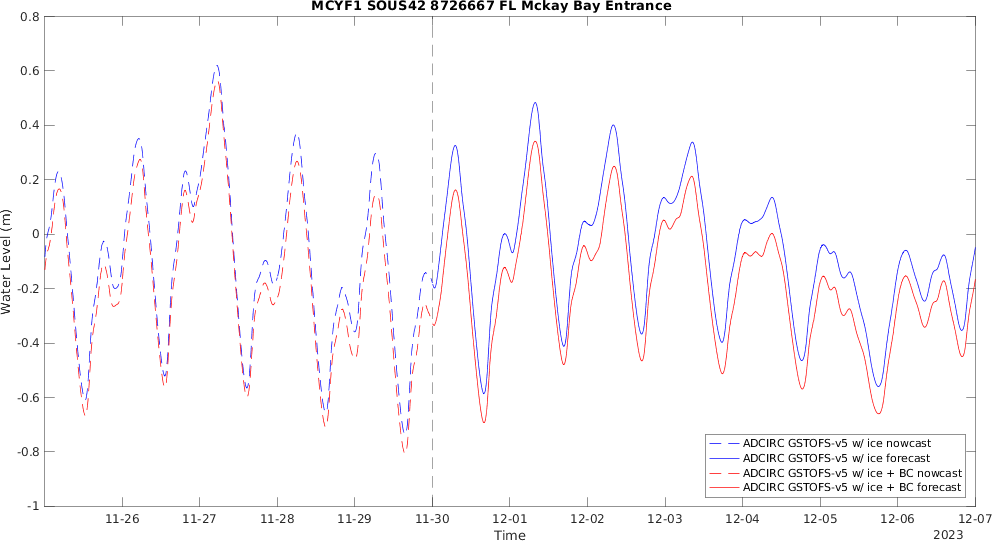 MCYF1 SOUS42 8726667 FL Mckay Bay Entrance
Water Level (m)
0.8
0.6
0.4
0.2
0
-0.2
-0.4
-0.6
-0.8
-1
ADCIRC GSTOFS-v5 w/ ice nowcast
ADCIRC GSTOFS-v5 w/ ice forecast
ADCIRC GSTOFS-v5 w/ ice + BC nowcast
ADCIRC GSTOFS-v5 w/ ice + BC forecast
11-26 11-27 11-28 11-29 11-30 12-01 12-02 12-03 12-04 12-05 12-06 12-07
Time
2023